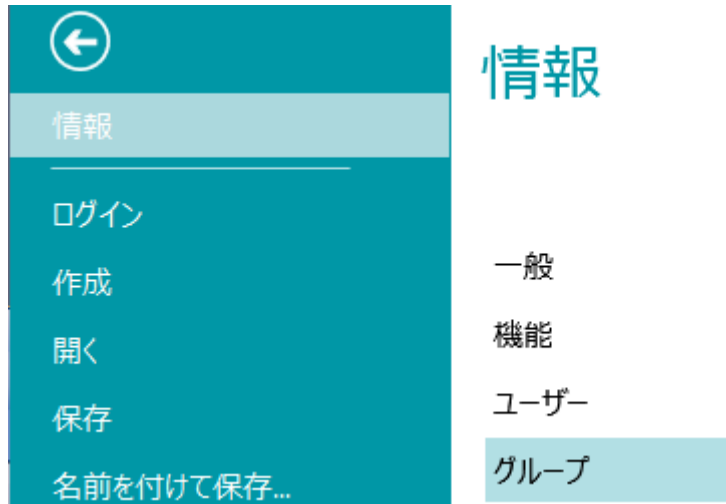 情報
ログイン
作成
開く
保存
名前を付けて保存...
情報
一般
機能
ユーザー
グループ